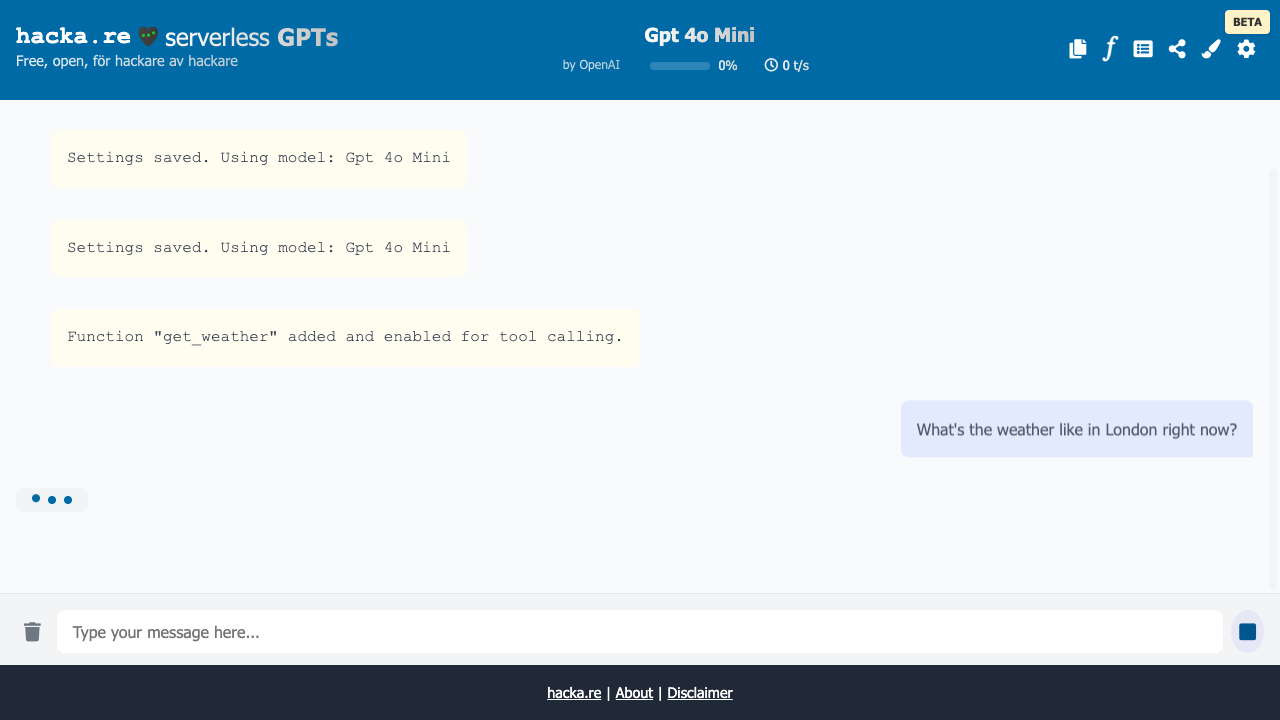 hacka.re serverless GPTs
Free, open, för hackare av hackare
Gpt 4o Mini
by OpenAI 0% 0 t/s
BETA
f
Settings saved. Using model: Gpt 4o Mini
Settings saved. Using model: Gpt 4o Mini
Function "get_weather" added and enabled for tool calling.
What's the weather like in London right now?
Type your message here...
hacka.re | About | Disclaimer